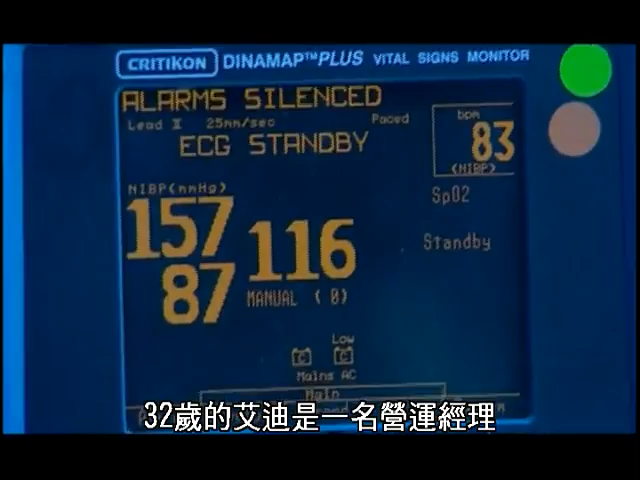 CRITIKON DINAMAP™PLUS VITAL SIGNS MONITOR
ALARMS SILENCED
Lead II 25mm/sec Paced
ECG STANDBY
bpm
83
(NIBP)
NIBP(mmHg)
157
87
116
MANUAL (0)
SpO2
Standby
Low
Mains AC
Main
32歲的艾迪是一名營運經理